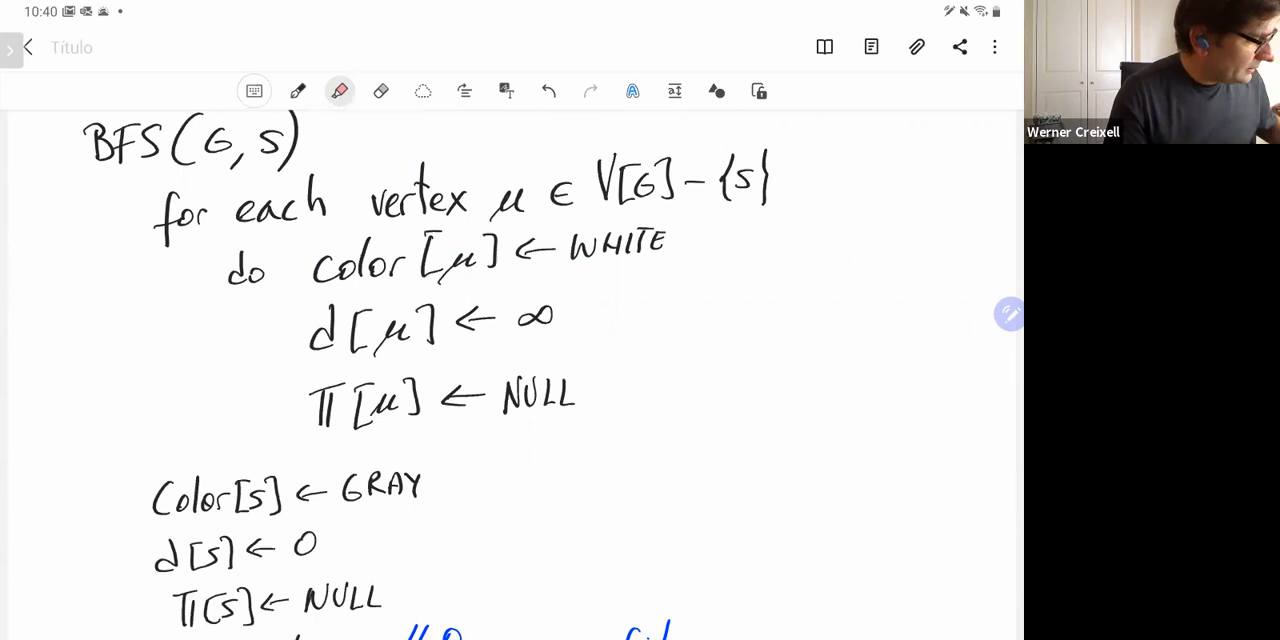 10:40
Título
BFS(G, S)
for each vertex μ ∈ V[G] - {S}
do color[μ] ← WHITE
d[μ] ← ∞
π[μ] ← NULL
Color[S] ← GRAY
d[S] ← 0
π[S] ← NULL
Werner Creixell